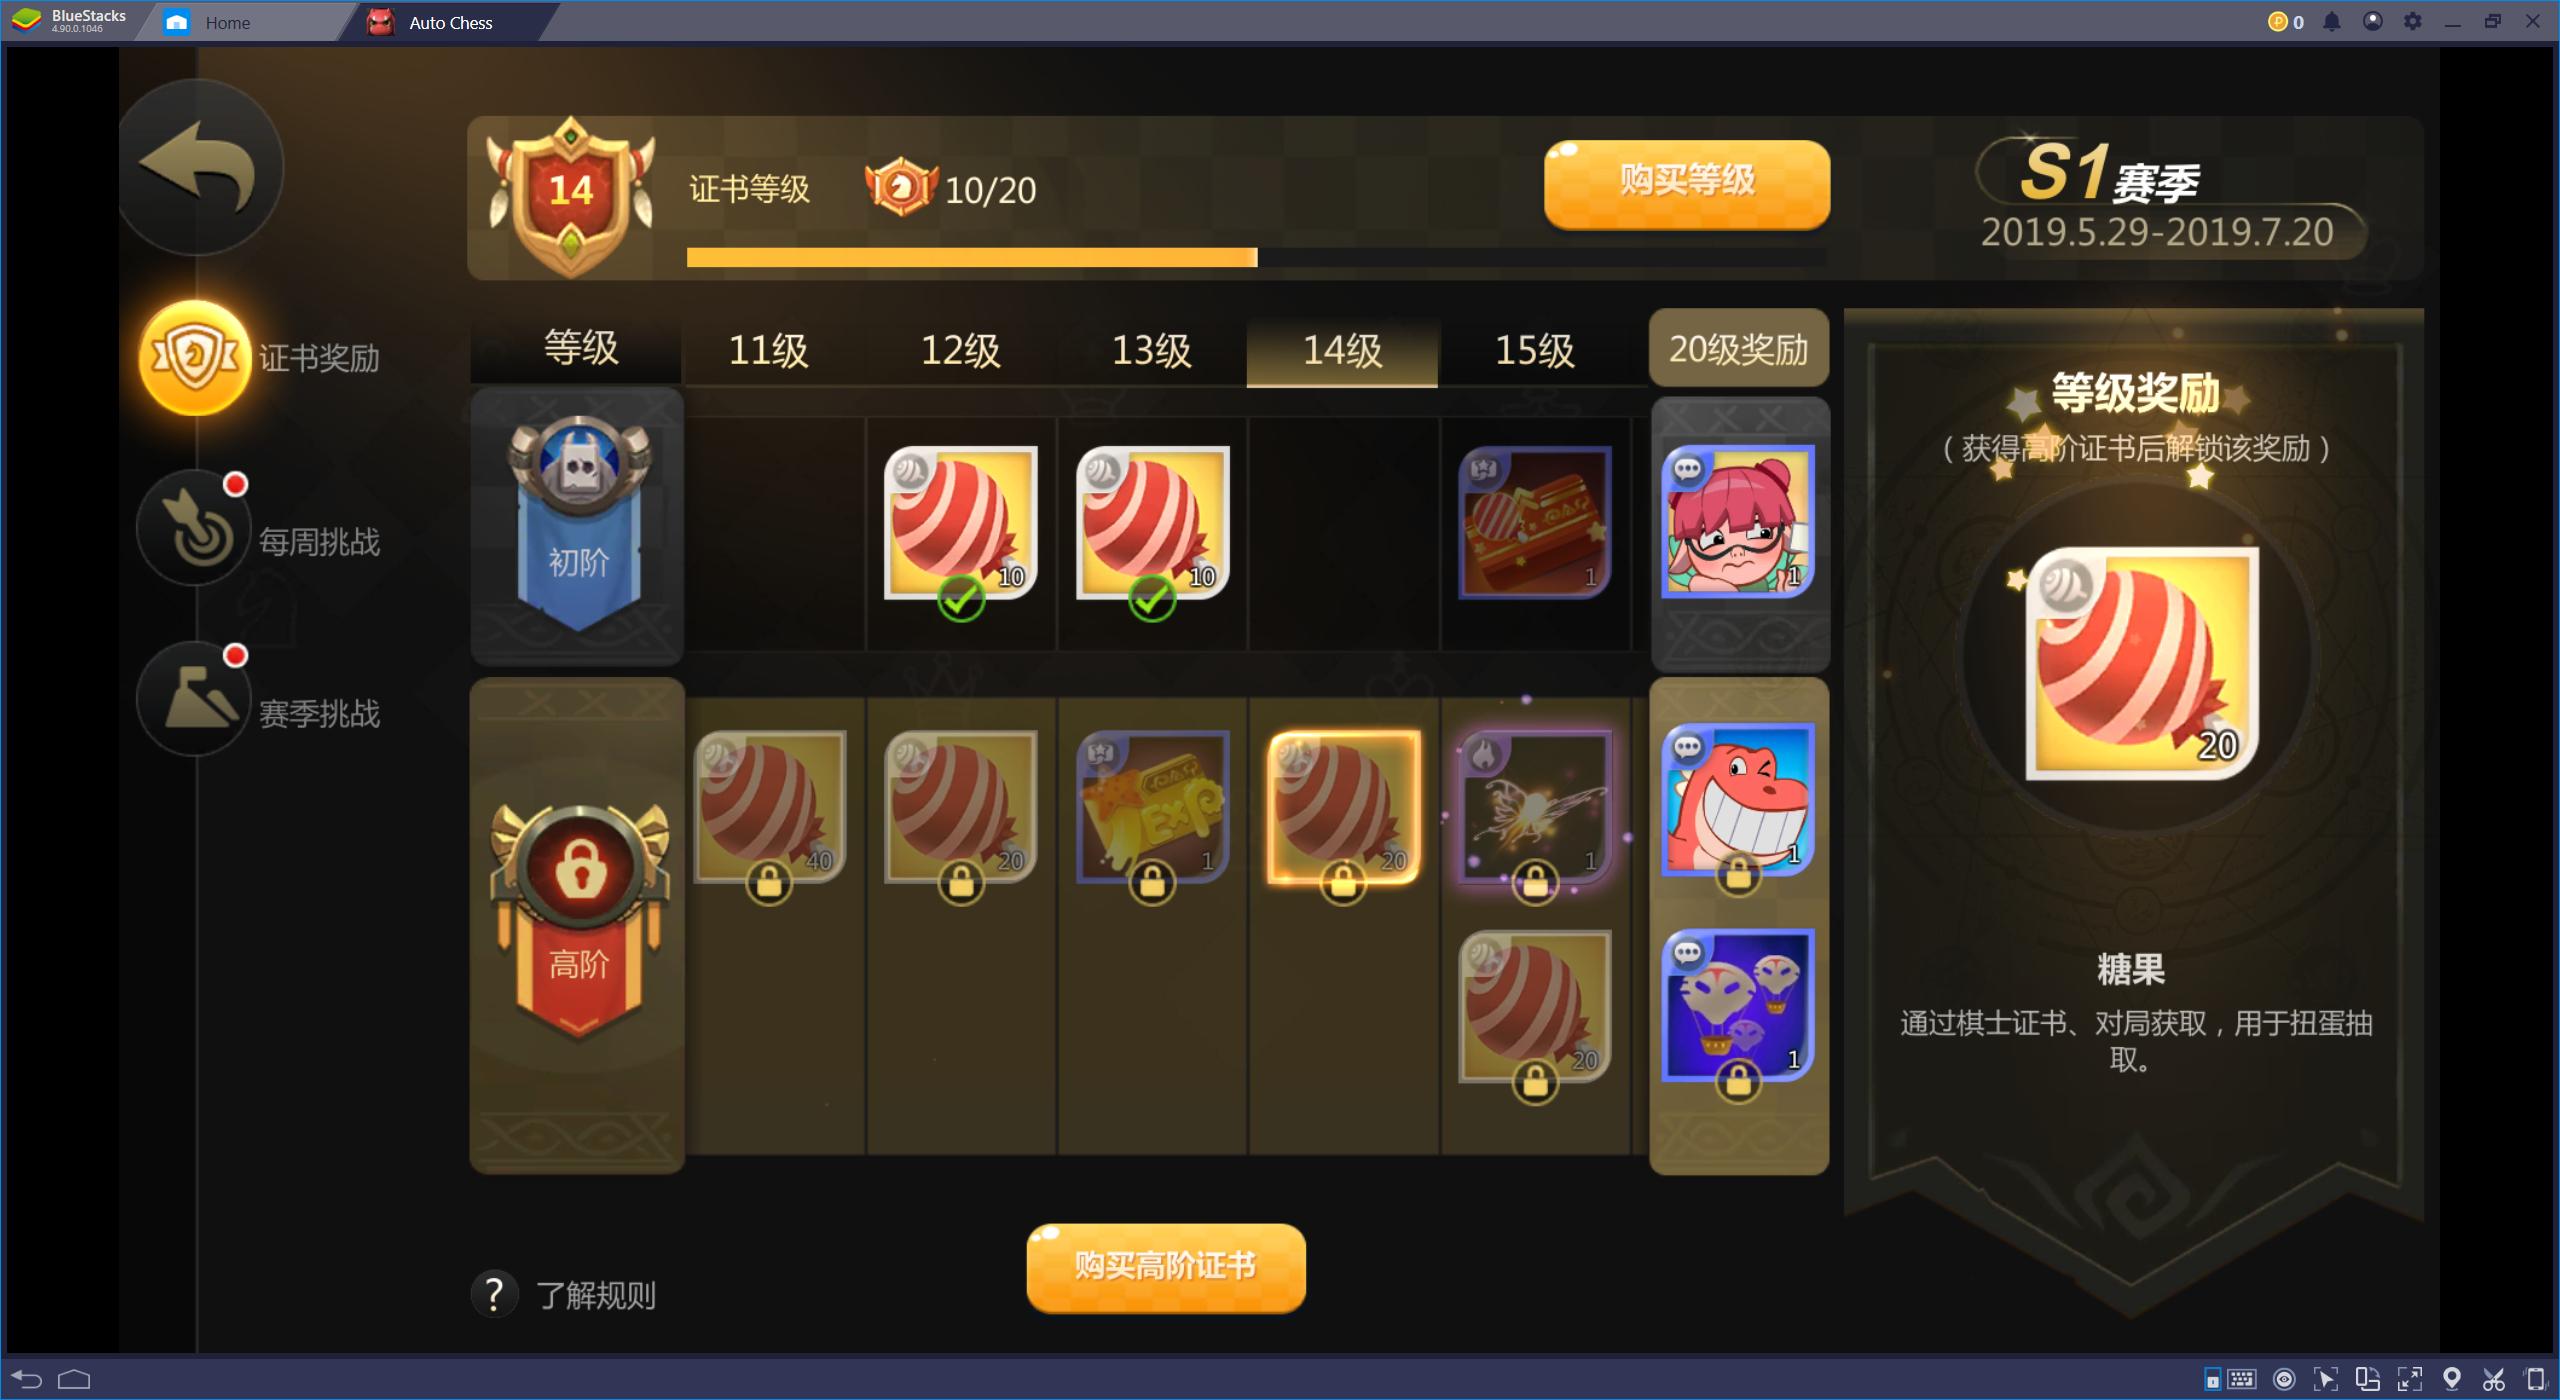 BlueStacks
4.90.0.1046
Home
Auto Chess
0
14
证书等级
10/20
购买等级
S1赛季
2019.5.29-2019.7.20
证书奖励
每周挑战
赛季挑战
等级
11级
12级
13级
14级
15级
20级奖励
初阶
10
10
1
1
高阶
40
20
EXP
1
20
1
1
20
1
等级奖励
（获得高阶证书后解锁该奖励）
20
糖果
通过棋士证书、对局获取，用于扭蛋抽
取。
? 了解规则
购买高阶证书